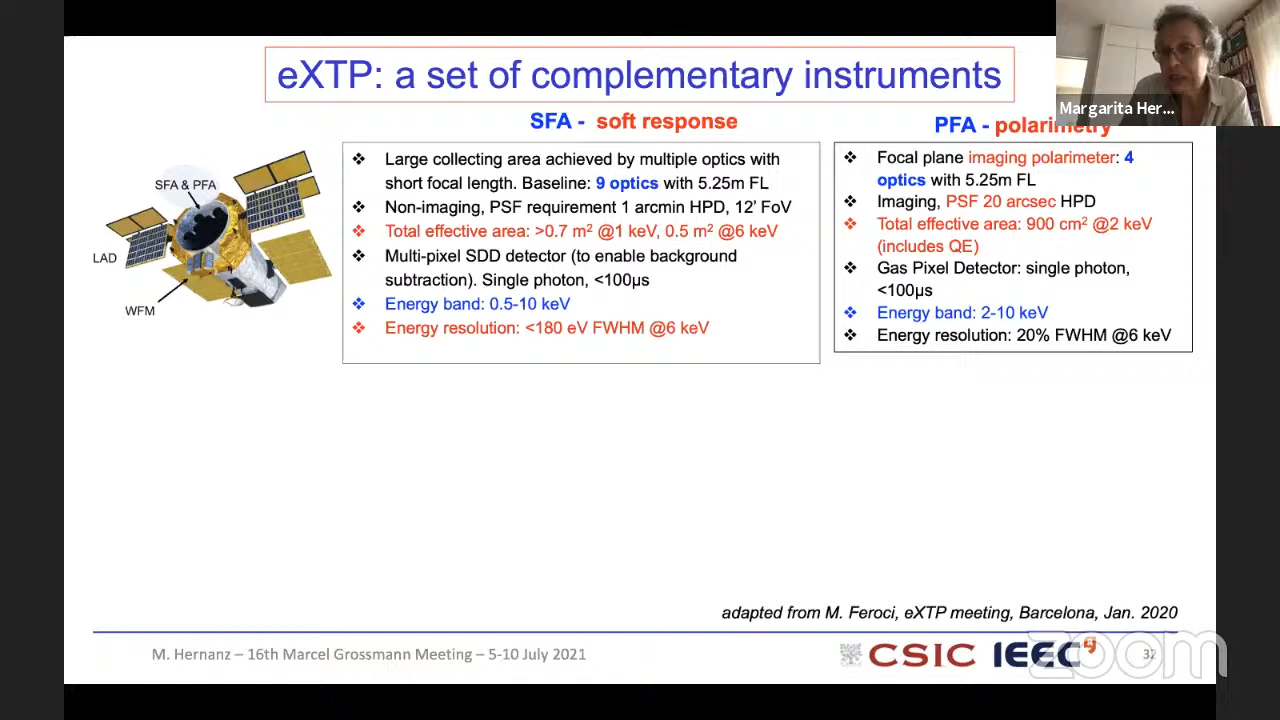 eXTP: a set of complementary instruments
Margarita Her...
SFA - soft response
PFA - polarimetry
SFA & PFA
LAD
WFM
❖ Large collecting area achieved by multiple optics with
short focal length. Baseline: 9 optics with 5.25m FL
❖ Non-imaging, PSF requirement 1 arcmin HPD, 12' FoV
❖ Total effective area: >0.7 m² @1 keV, 0.5 m² @6 keV
❖ Multi-pixel SDD detector (to enable background
subtraction). Single photon, <100µs
❖ Energy band: 0.5-10 keV
❖ Energy resolution: <180 eV FWHM @6 keV
❖ Focal plane imaging polarimeter: 4
optics with 5.25m FL
❖ Imaging, PSF 20 arcsec HPD
❖ Total effective area: 900 cm² @2 keV
(includes QE)
❖ Gas Pixel Detector: single photon,
<100µs
❖ Energy band: 2-10 keV
❖ Energy resolution: 20% FWHM @6 keV
adapted from M. Feroci, eXTP meeting, Barcelona, Jan. 2020
M. Hernanz – 16th Marcel Grossmann Meeting – 5-10 July 2021
CSIC IEEC
32
zoom